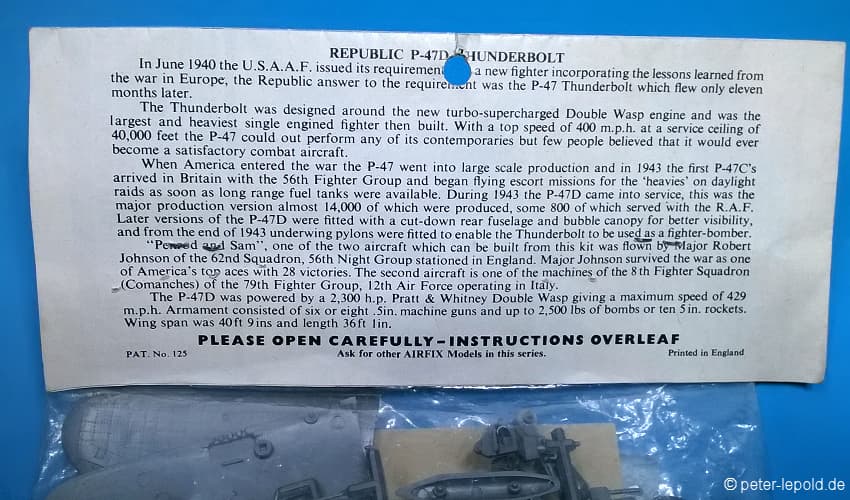 REPUBLIC P-47D THUNDERBOLT
In June 1940 the U.S.A.A.F. issued its requirement a new fighter incorporating the lessons learned from
the war in Europe, the Republic answer to the requirement was the P-47 Thunderbolt which flew only eleven
months later.
The Thunderbolt was designed around the new turbo-supercharged Double Wasp engine and was the
largest and heaviest single engined fighter then built. With a top speed of 400 m.p.h. at a service ceiling of
40,000 feet the P-47 could out perform any of its contemporaries but few people believed that it would ever
become a satisfactory combat aircraft.
When America entered the war the P-47 went into large scale production and in 1943 the first P-47C's
arrived in Britain with the 56th Fighter Group and began flying escort missions for the 'heavies' on daylight
raids as soon as long range fuel tanks were available. During 1943 the P-47D came into service, this was the
major production version almost 14,000 of which were produced, some 800 of which served with the R.A.F.
Later versions of the P-47D were fitted with a cut-down rear fuselage and bubble canopy for better visibility,
and from the end of 1943 underwing pylons were fitted to enable the Thunderbolt to be used as a fighter-bomber.
"Penrod and Sam", one of the two aircraft which can be built from this kit was flown by Major Robert
Johnson of the 62nd Squadron, 56th Night Group stationed in England. Major Johnson survived the war as one
of America's top aces with 28 victories. The second aircraft is one of the machines of the 8th Fighter Squadron
(Comanches) of the 79th Fighter Group, 12th Air Force operating in Italy.
The P-47D was powered by a 2,300 h.p. Pratt & Whitney Double Wasp giving a maximum speed of 429
m.p.h. Armament consisted of six or eight .5in. machine guns and up to 2,500 lbs of bombs or ten 5in. rockets.
Wing span was 40ft 9ins and length 36ft 1in.
PLEASE OPEN CAREFULLY-INSTRUCTIONS OVERLEAF
PAT. No. 125 Ask for other AIRFIX Models in this series. Printed in England
© peter-lepold.de